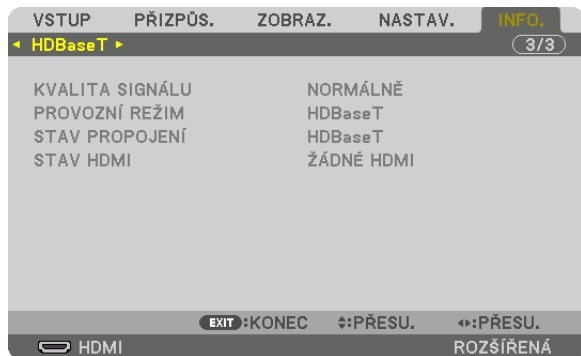 VSTUP PŘIZPŮS. ZOBRAZ. NASTAV. INFO.
HDBaseT 3/3
KVALITA SIGNÁLU NORMÁLNĚ
PROVOZNÍ REŽIM HDBaseT
STAV PROPOJENÍ HDBaseT
STAV HDMI ŽÁDNÉ HDMI
EXIT :KONEC :PŘESU. :PŘESU.
HDMI ROZŠÍŘENÁ